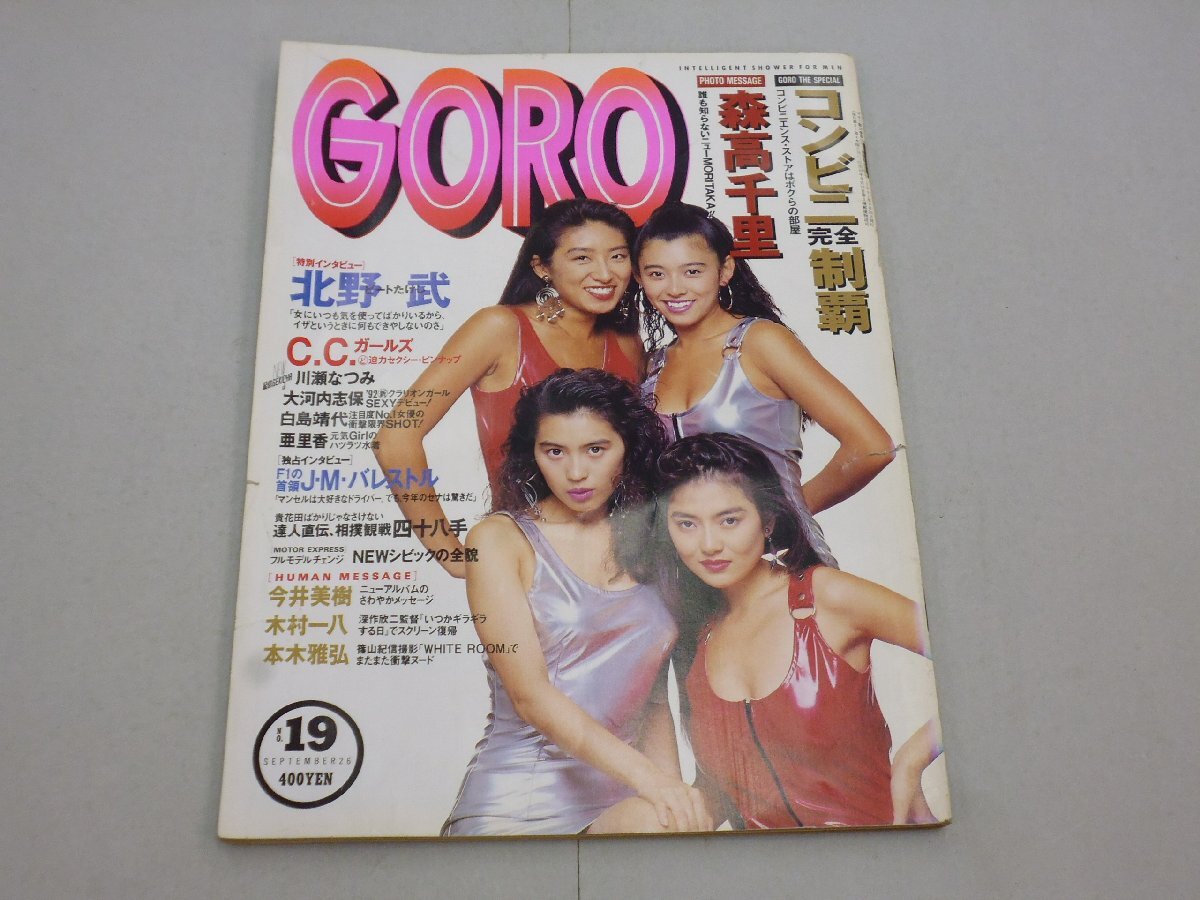 INTELLIGENT SHOWER FOR MEN
GORO
PHOTO MESSAGE
GORO THE SPECIAL
コンビニ完全制覇
コンビニエンス・ストアはボクらの部屋
森高千里
誰も知らないニューMORITAKA!!
[特別インタビュー]
北野 武
ビートたけし
「女にいつも気を使ってばかりいるから、
イザというときに何もできやしないのさ」
C.C.ガールズ
迫力セクシー・ピンナップ
川瀬なつみ
大河内志保 '92クラリオンガール
SEXYデビュー!
白島靖代 注目度No.1女優の
衝撃限界SHOT!
亜里香 元気Girlの
ハツラツ水着
[独占インタビュー]
F1の首領 J・M・バレストル
「マンセルは大好きなドライバー。でも今年のセナは驚きだ」
貴花田ばかりじゃなさけない
達人直伝、相撲観戦四十八手
MOTOR EXPRESS
フルモデルチェンジ NEWシビックの全貌
[HUMAN MESSAGE]
今井美樹 ニューアルバムの
さわやかメッセージ
木村一八 深作欣二監督「いつかギラギラ
する日」でスクリーン復帰
本木雅弘 篠山紀信撮影「WHITE ROOM」で
またまた衝撃ヌード
NO. 19
SEPTEMBER 26
400YEN